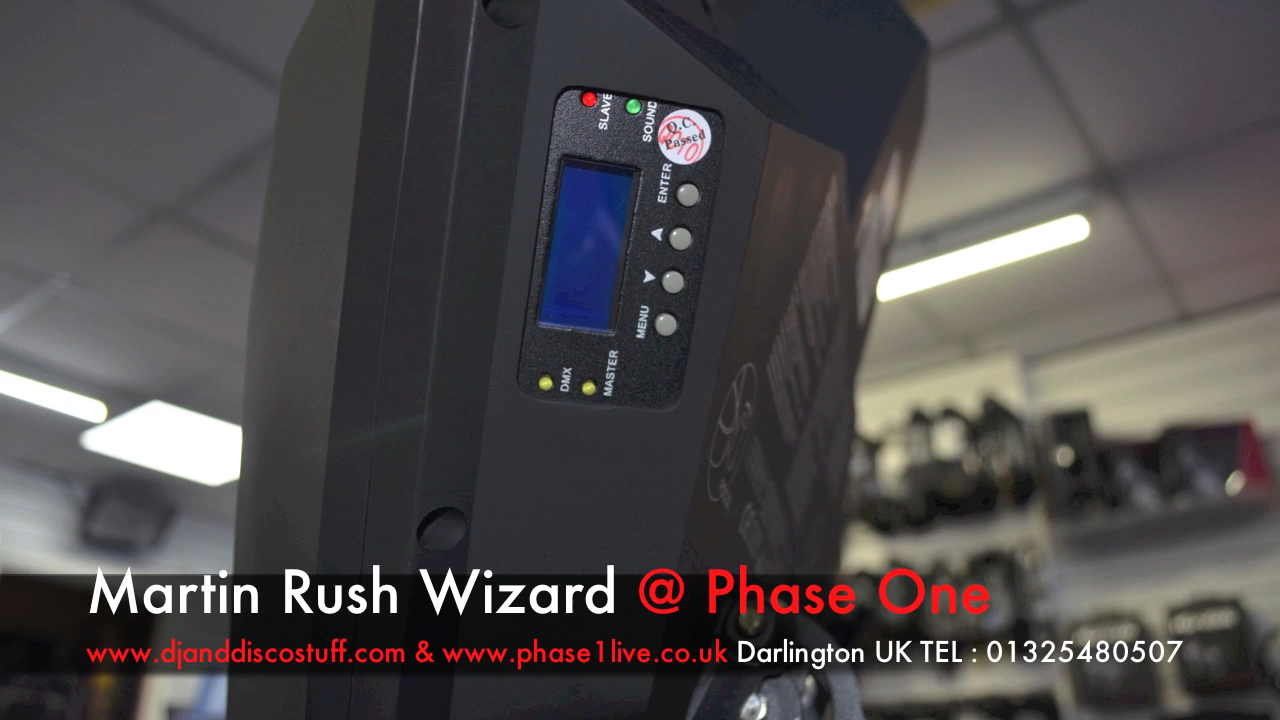 SLAVE
SOUND
Q.C.
Passed
ENTER
MENU
DMX
MASTER
Martin Rush Wizard @ Phase One
www.djanddiscostuff.com & www.phase1live.co.uk Darlington UK TEL : 01325480507